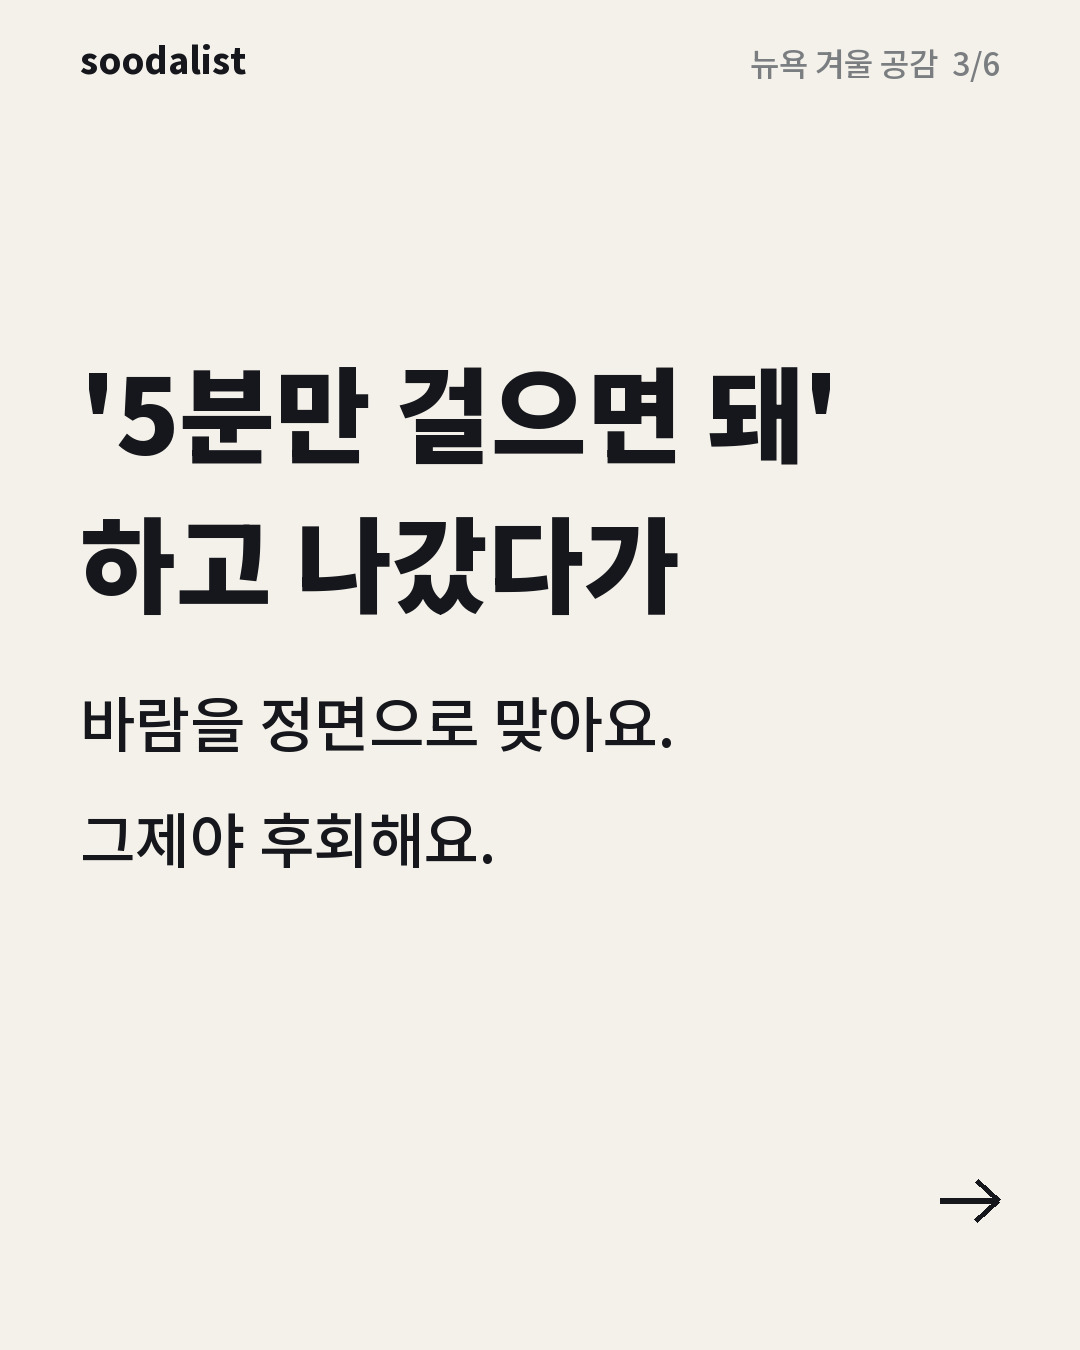 soodalist
뉴욕 겨울 공감 3/6
'5분만 걸으면 돼'
하고 나갔다가
바람을 정면으로 맞아요.
그제야 후회해요.